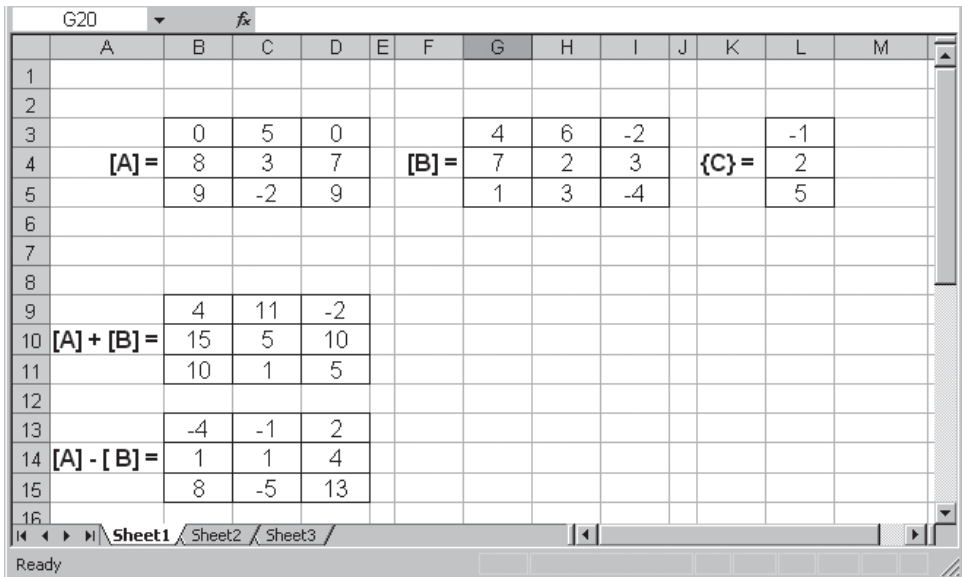 G20 fx
A B C D E F G H I J K L M
1
2
3 0 5 0 4 6 -2 -1
4 [A] = 8 3 7 [B] = 7 2 3 {C} = 2
5 9 -2 9 1 3 -4 5
6
7
8
9 4 11 -2
10 [A] + [B] = 15 5 10
11 10 1 5
12
13 -4 -1 2
14 [A] - [ B] = 1 1 4
15 8 -5 13
16
Sheet1 Sheet2 Sheet3
Ready